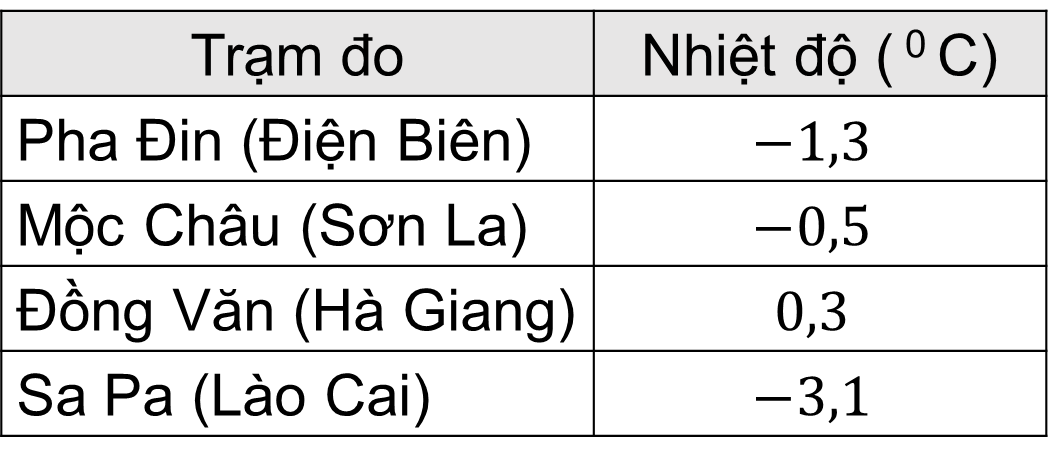 Trạm đo Nhiệt độ ( ⁰ C)
Pha Đin (Điện Biên) −1,3
Mộc Châu (Sơn La) −0,5
Đồng Văn (Hà Giang) 0,3
Sa Pa (Lào Cai) −3,1